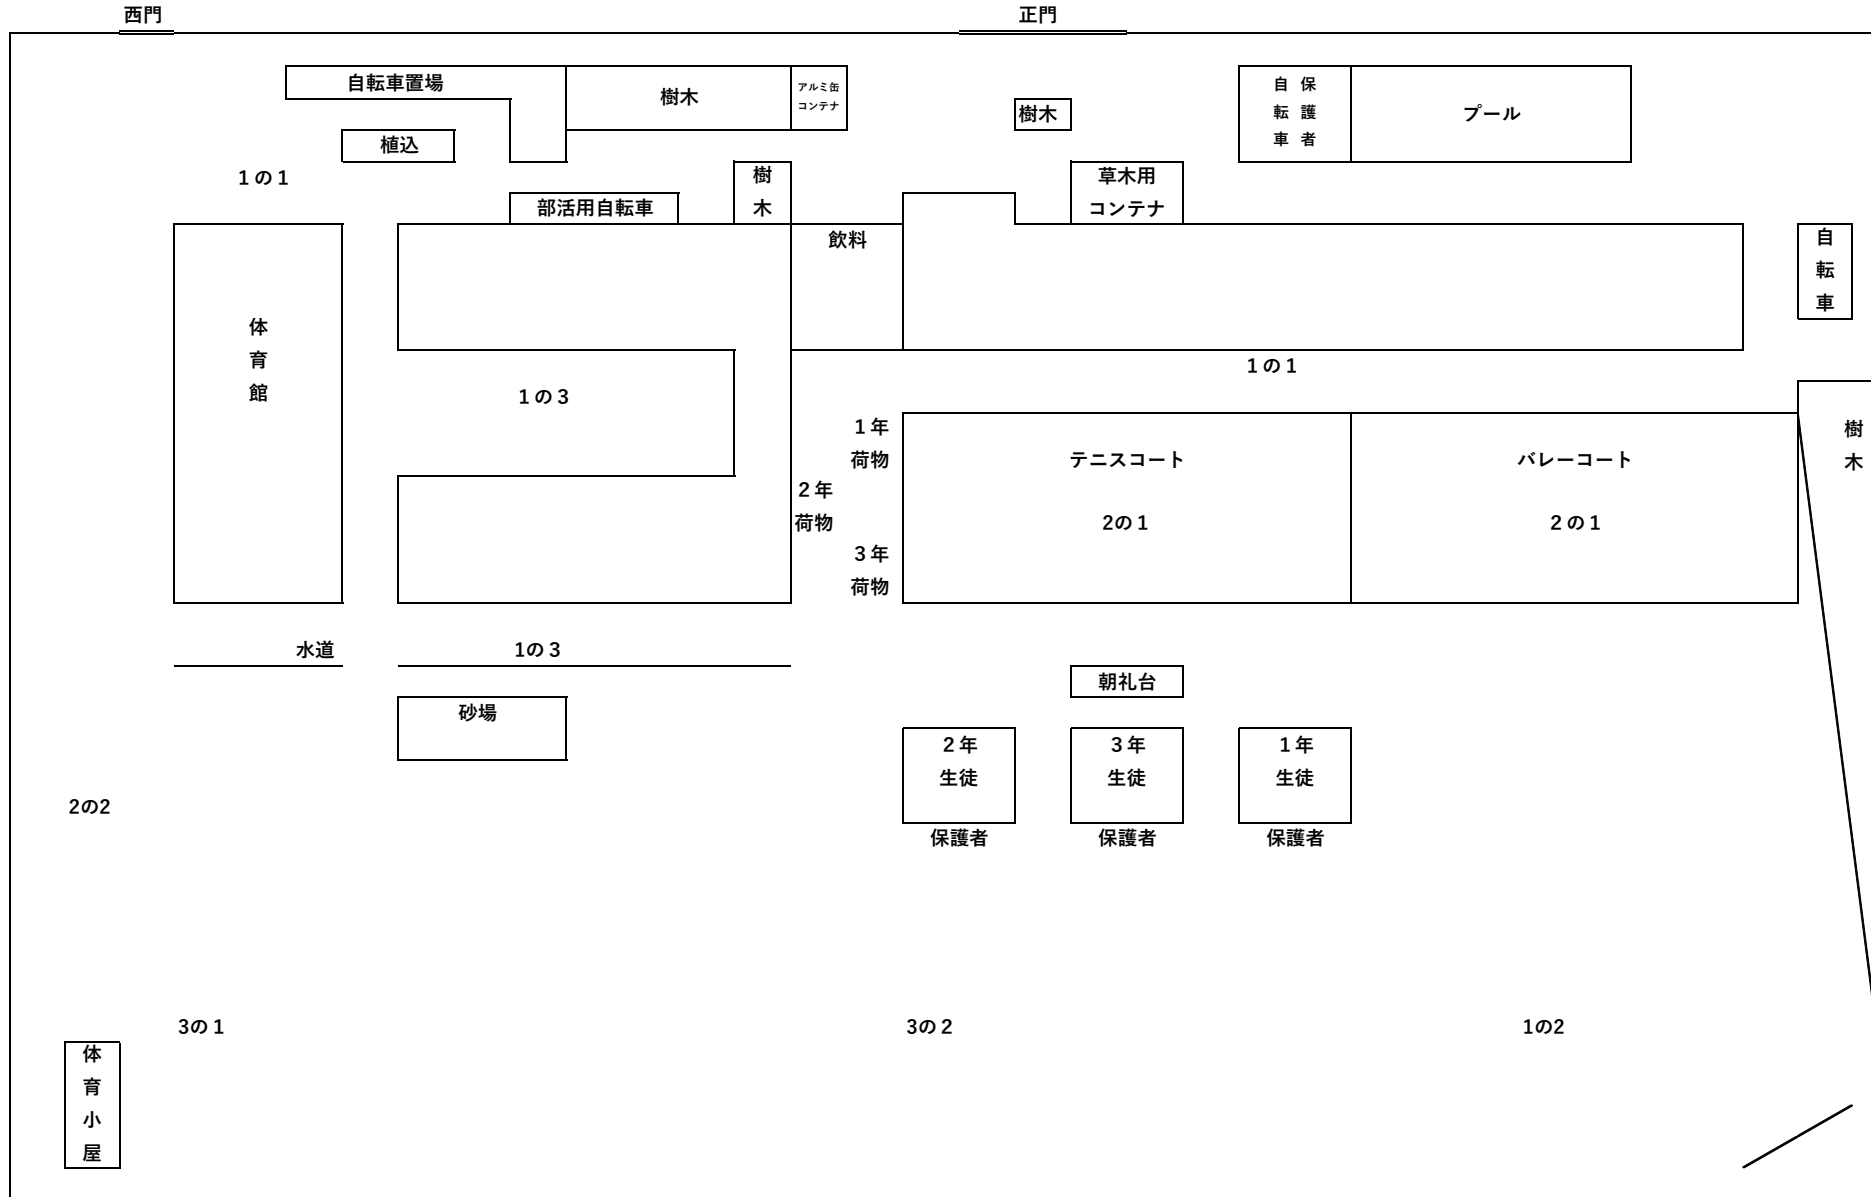 西門
正門
自転車置場
樹木
アルミ缶
コンテナ
樹木
保護者
自転車
プール
植込
1の1
樹木
草木用
コンテナ
部活用自転車
飲料
自転車
体育館
1の1
1の3
1年
荷物
テニスコート
バレーコート
樹木
2年
荷物
2の1
2の1
3年
荷物
水道
1の3
朝礼台
砂場
2年
生徒
3年
生徒
1年
生徒
2の2
保護者
保護者
保護者
3の1
3の2
1の2
体育小屋